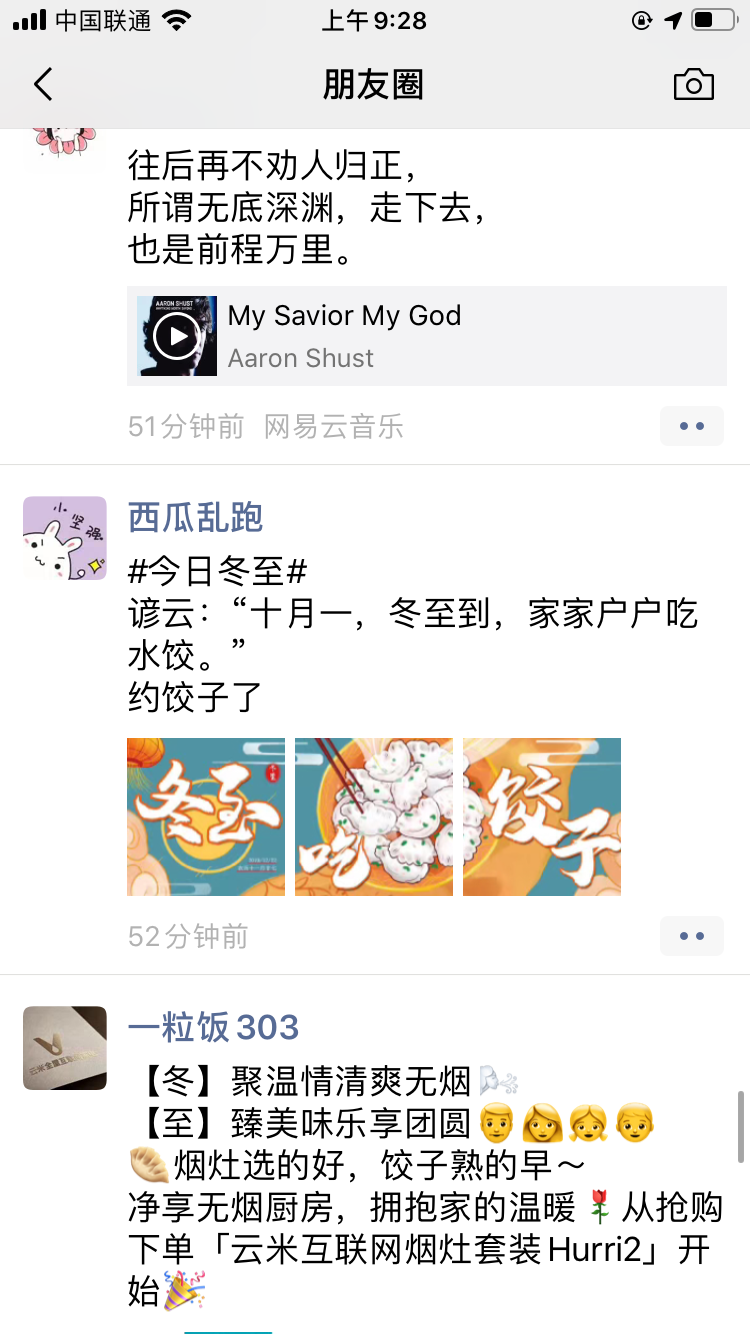 中国联通
上午9:28
朋友圈
往后再不劝人归正，
所谓无底深渊，走下去，
也是前程万里。
AARON SHUST
My Savior My God
Aaron Shust
51分钟前 网易云音乐
小坚强
西瓜乱跑
#今日冬至#
谚云：“十月一，冬至到，家家户户吃
水饺。”
约饺子了
冬至
吃
饺子
52分钟前
一粒饭303
【冬】聚温情清爽无烟🌬️
【至】臻美味乐享团圆👨👩👧👦
🥟烟灶选的好，饺子熟的早～
净享无烟厨房，拥抱家的温暖🌹从抢购
下单「云米互联网烟灶套装Hurri2」开
始🎉